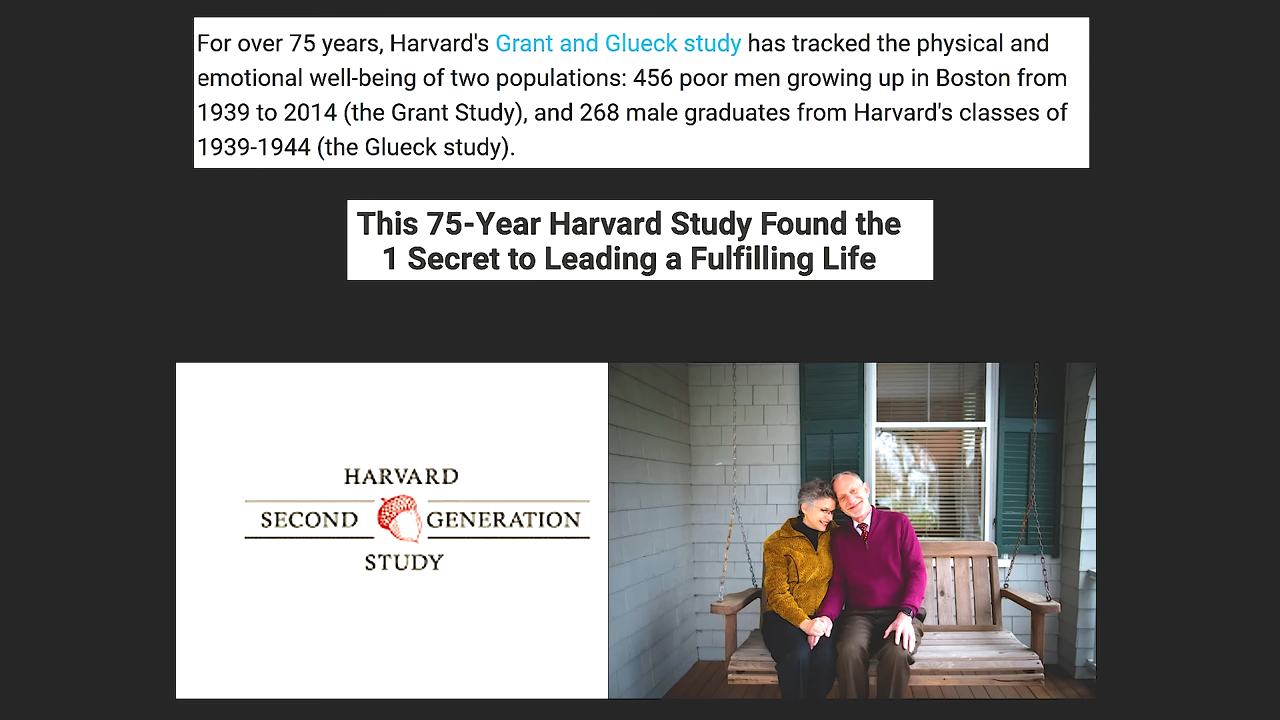 For over 75 years, Harvard's Grant and Glueck study has tracked the physical and
emotional well-being of two populations: 456 poor men growing up in Boston from
1939 to 2014 (the Grant Study), and 268 male graduates from Harvard's classes of
1939-1944 (the Glueck study).
This 75-Year Harvard Study Found the
1 Secret to Leading a Fulfilling Life
HARVARD
SECOND GENERATION
STUDY